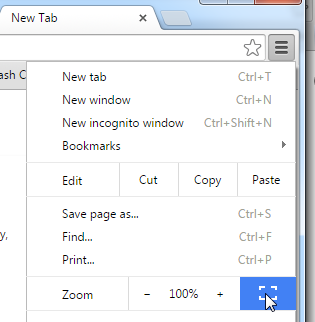 New Tab
ash C
New tab Ctrl+T
New window Ctrl+N
New incognito window Ctrl+Shift+N
Bookmarks
Edit Cut Copy Paste
Save page as... Ctrl+S
y,
Find... Ctrl+F
Print... Ctrl+P
Zoom − 100% +